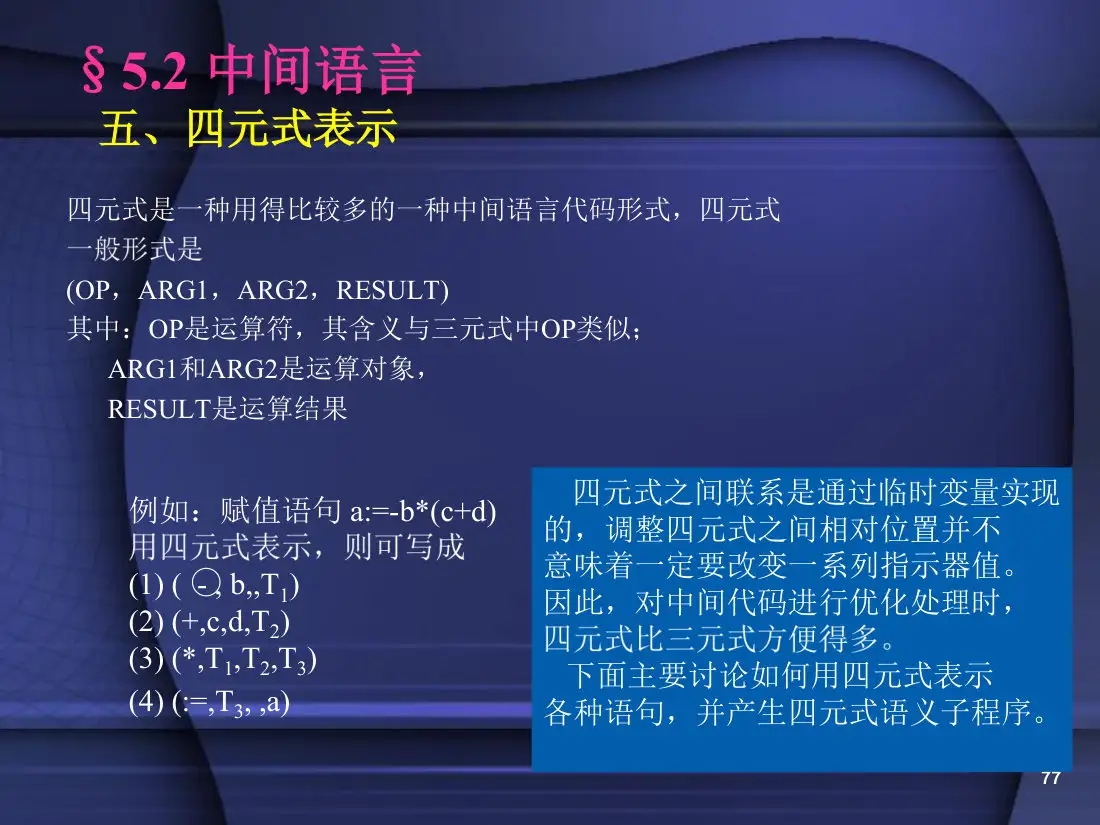 §5.2 中间语言
五、四元式表示
四元式是一种用得比较多的一种中间语言代码形式，四元式
一般形式是
(OP，ARG1，ARG2，RESULT)
其中：OP是运算符，其含义与三元式中OP类似；
ARG1和ARG2是运算对象，
RESULT是运算结果
例如：赋值语句 a:=-b*(c+d)
用四元式表示，则可写成
(1) ( -, b,,T₁)
(2) (+,c,d,T₂)
(3) (*,T₁,T₂,T₃)
(4) (:=,T₃, ,a)
四元式之间联系是通过临时变量实现
的，调整四元式之间相对位置并不
意味着一定要改变一系列指示器值。
因此，对中间代码进行优化处理时，
四元式比三元式方便得多。
下面主要讨论如何用四元式表示
各种语句，并产生四元式语义子程序。
77